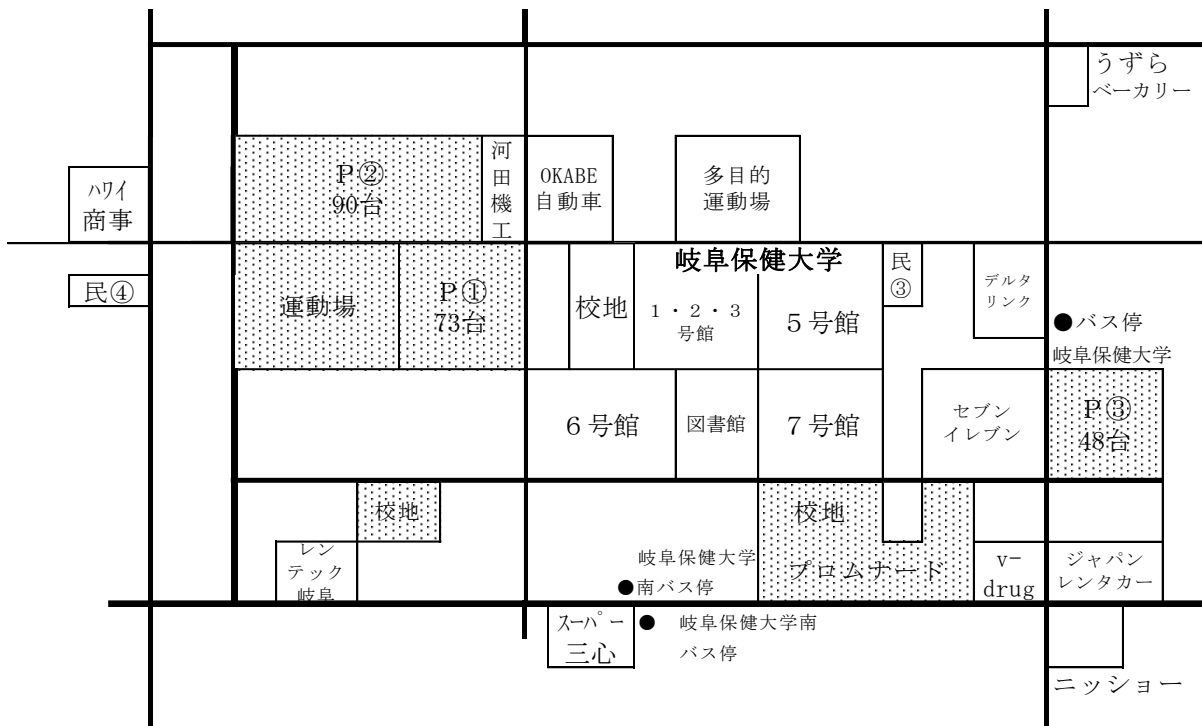 うずら
ベーカリー
P②
90台
河田機工
OKABE
自動車
多目的
運動場
ハワイ
商事
民④
運動場
P①
73台
校地
岐阜保健大学
1・2・3
号館
5号館
民③
デルタ
リンク
●バス停
岐阜保健大学
6号館
図書館
7号館
セブン
イレブン
P③
48台
校地
レン
テック
岐阜
岐阜保健大学
●南バス停
校地
プロムナード
v-
drug
ジャパン
レンタカー
スーパー
三心
● 岐阜保健大学南
バス停
ニッショー